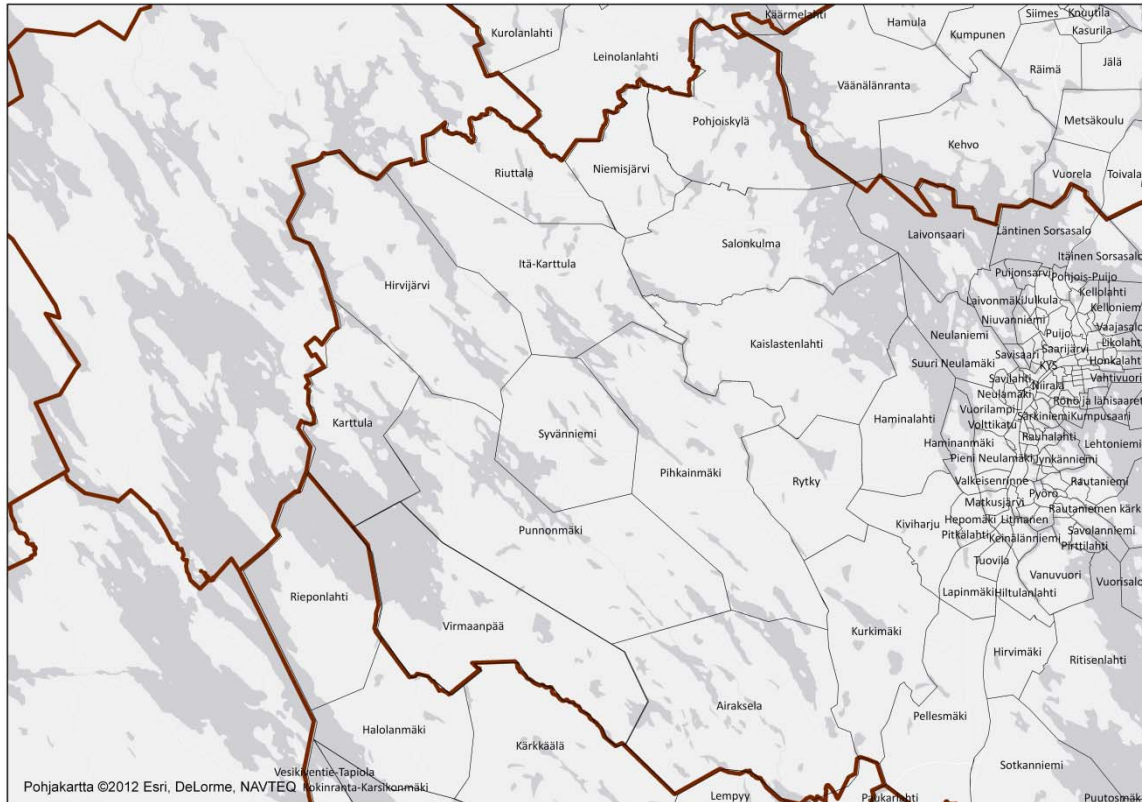 Käärmelahti
Hamula
Siimes
Knuutila
Kasurila
Kurolanlahti
Kumpunen
Leinolanlahti
Räimä
Jälä
Väänälänranta
Pohjoiskylä
Metsäkoulu
Kehvo
Riuttala
Niemisjärvi
Vuorela
Toivala
Laivonsaari
Läntinen Sorsasalo
Salonkulma
Itä-Karttula
Itäinen Sorsasalo
Hirvijärvi
Puijonsarvi
Pohjois-Puijo
Kellolahti
Laivonmäki
Julkula
Kelloniemi
Niuvanniemi
Kaislastenlahti
Neulaniemi
Puijo
Vaajasalo
Saarijärvi
Likolahti
Savisaari
Suuri Neulamäki
KYS
Honkalaht
Savilahti
Niirala
Vahtivuori
Neulamäki
Rönö ja lähisaaret
Karttula
Vuorilampi
Särkiniemi
Kumpusaari
Haminalahti
Volttikatu
Syvänniemi
Rauhalahti
Haminanmäki
Lehtoniemi
Pieni Neulamäki
Jynkänniemi
Pihkainmäki
Rytky
Valkeisenrinne
Rautaniemi
Pyörö
Matkusjärvi
Rautaniemen kärk
Kiviharju
Hepomäki
Litmanen
Punnonmäki
Pitkälahti
Keinälänniemi
Savolanniemi
Pirttilahti
Tuovila
Vanuvuori
Vuorisalo
Rieponlahti
Lapinmäki
Hiltulanlahti
Virmaanpää
Kurkimäki
Hirvimäki
Ritisenlahti
Airaksela
Pellesmäki
Halolanmäki
Kärkkäälä
Sotkanniemi
Vesikiventie-Tapiola
Pohjakartta ©2012 Esri, DeLorme, NAVTEQ
Kokinranta-Karsikonmäki
Lempyy
Paukarlahti
Puutosmäk